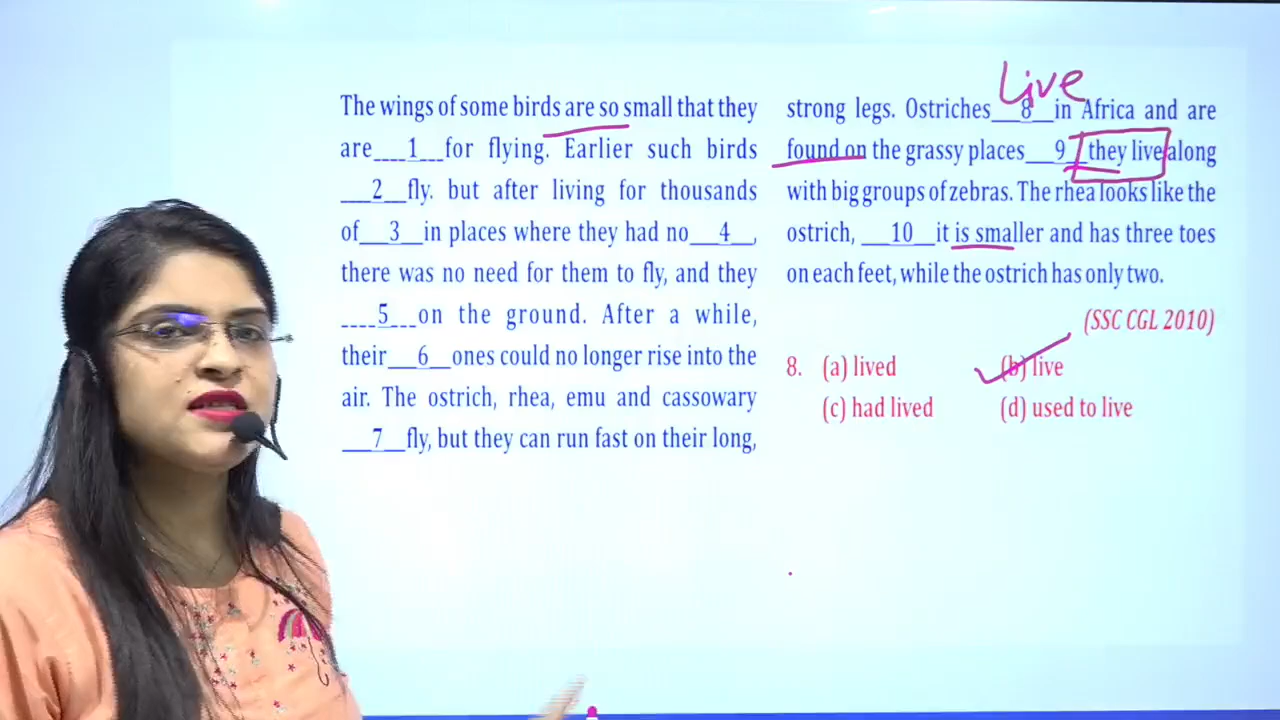 The wings of some birds are so small that they
are____1___for flying. Earlier such birds
___2__fly. but after living for thousands
of__3__in places where they had no__4__,
there was no need for them to fly, and they
____5___on the ground. After a while,
their__6__ones could no longer rise into the
air. The ostrich, rhea, emu and cassowary
___7__fly, but they can run fast on their long,
Live
strong legs. Ostriches___8__in Africa and are
found on the grassy places___9__they live along
with big groups of zebras. The rhea looks like the
ostrich, ___10__it is smaller and has three toes
on each feet, while the ostrich has only two.
(SSC CGL 2010)
8. (a) lived (b) live
(c) had lived (d) used to live